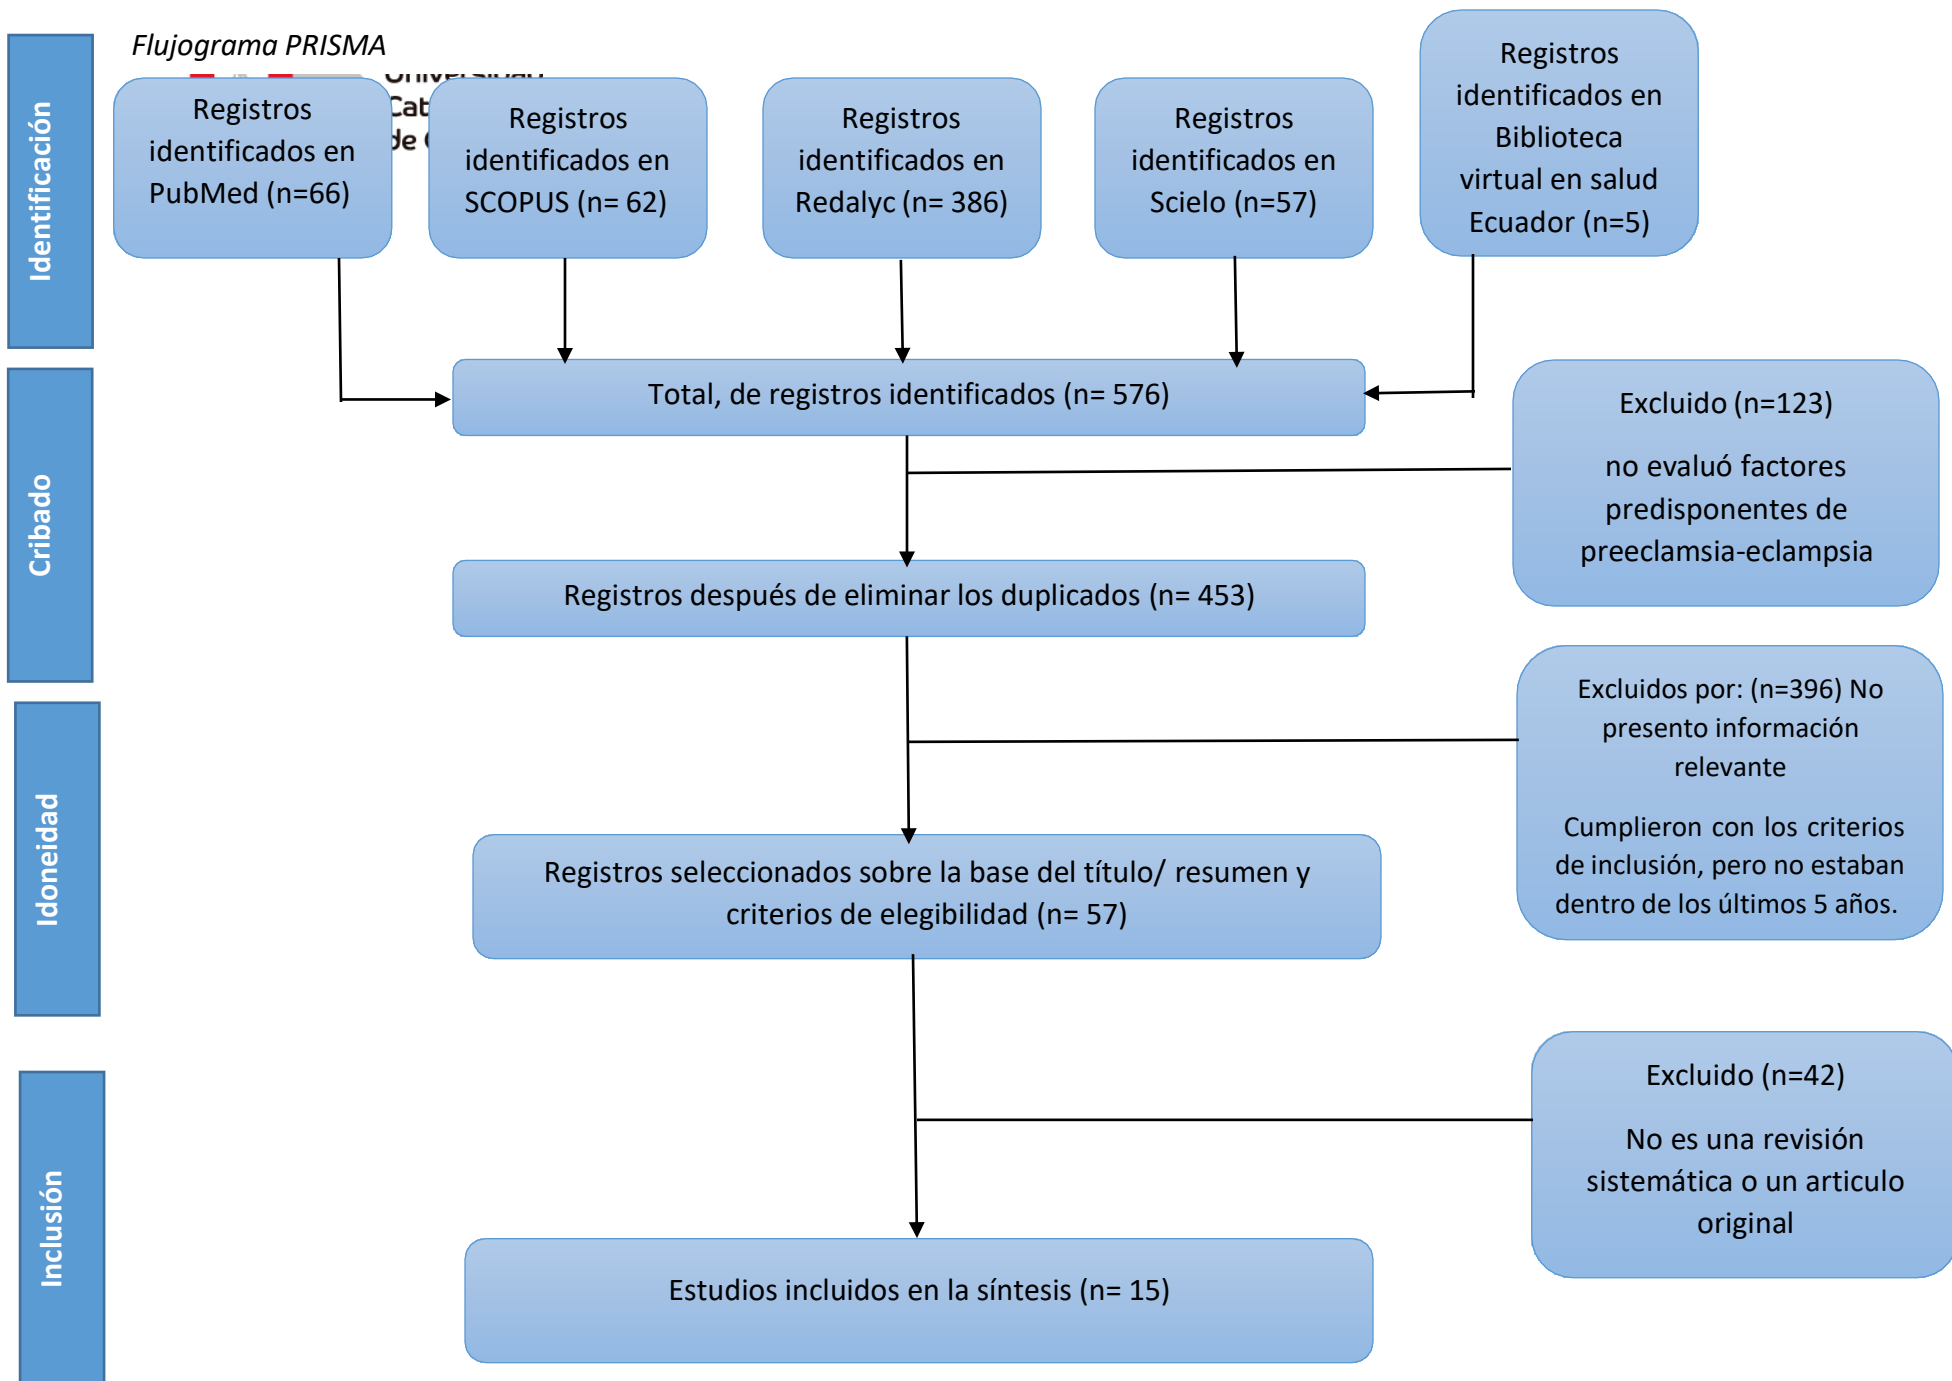 Flujograma PRISMA
Identificación
Registros
identificados en
PubMed (n=66)
Registros
identificados en
SCOPUS (n= 62)
Registros
identificados en
Redalyc (n= 386)
Registros
identificados en
Scielo (n=57)
Registros
identificados en
Biblioteca
virtual en salud
Ecuador (n=5)
Total, de registros identificados (n= 576)
Cribado
Excluido (n=123)
no evaluó factores
predisponentes de
preeclamsia-eclampsia
Registros después de eliminar los duplicados (n= 453)
Idoneidad
Excluidos por: (n=396) No
presento información
relevante
Cumplieron con los criterios
de inclusión, pero no estaban
dentro de los últimos 5 años.
Registros seleccionados sobre la base del título/ resumen y
criterios de elegibilidad (n= 57)
Inclusión
Excluido (n=42)
No es una revisión
sistemática o un articulo
original
Estudios incluidos en la síntesis (n= 15)